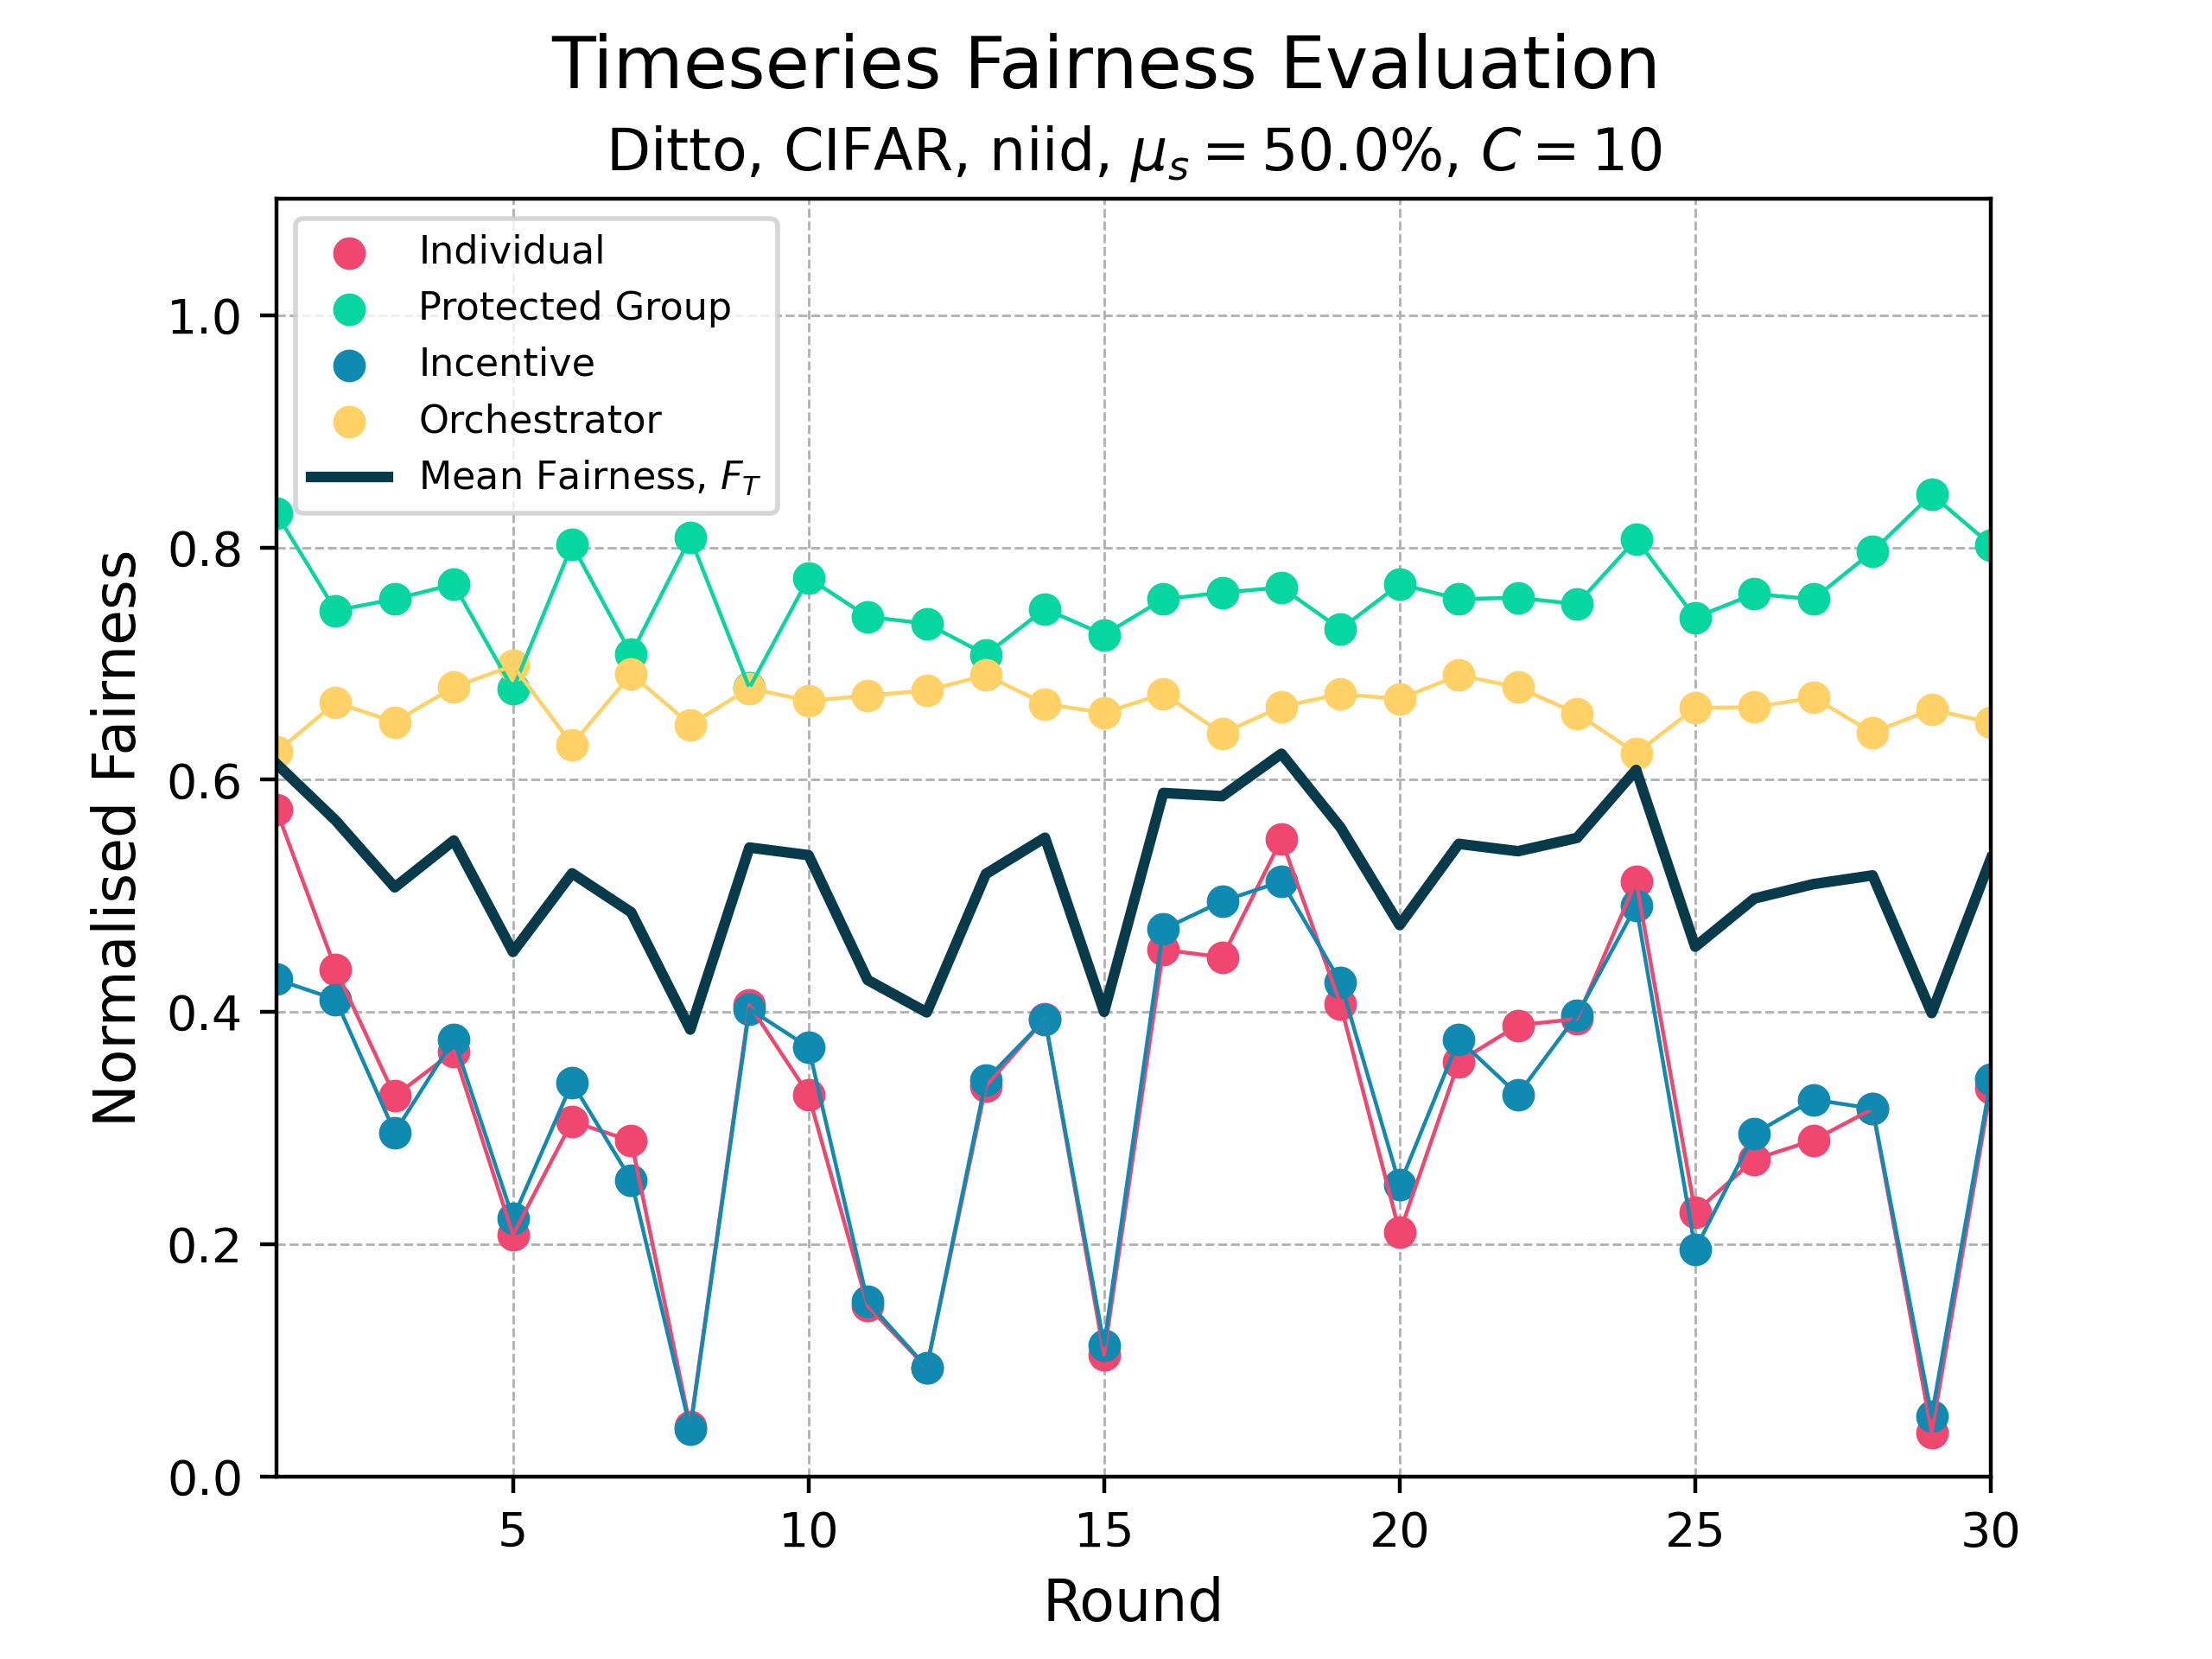 Timeseries Fairness Evaluation
Ditto, CIFAR, niid, $\mu_s = 50.0\%$, $C = 10$
Individual
Protected Group
Incentive
Orchestrator
Mean Fairness, $F_T$
Normalised Fairness
1.0
0.8
0.6
0.4
0.2
0.0
5 10 15 20 25 30
Round